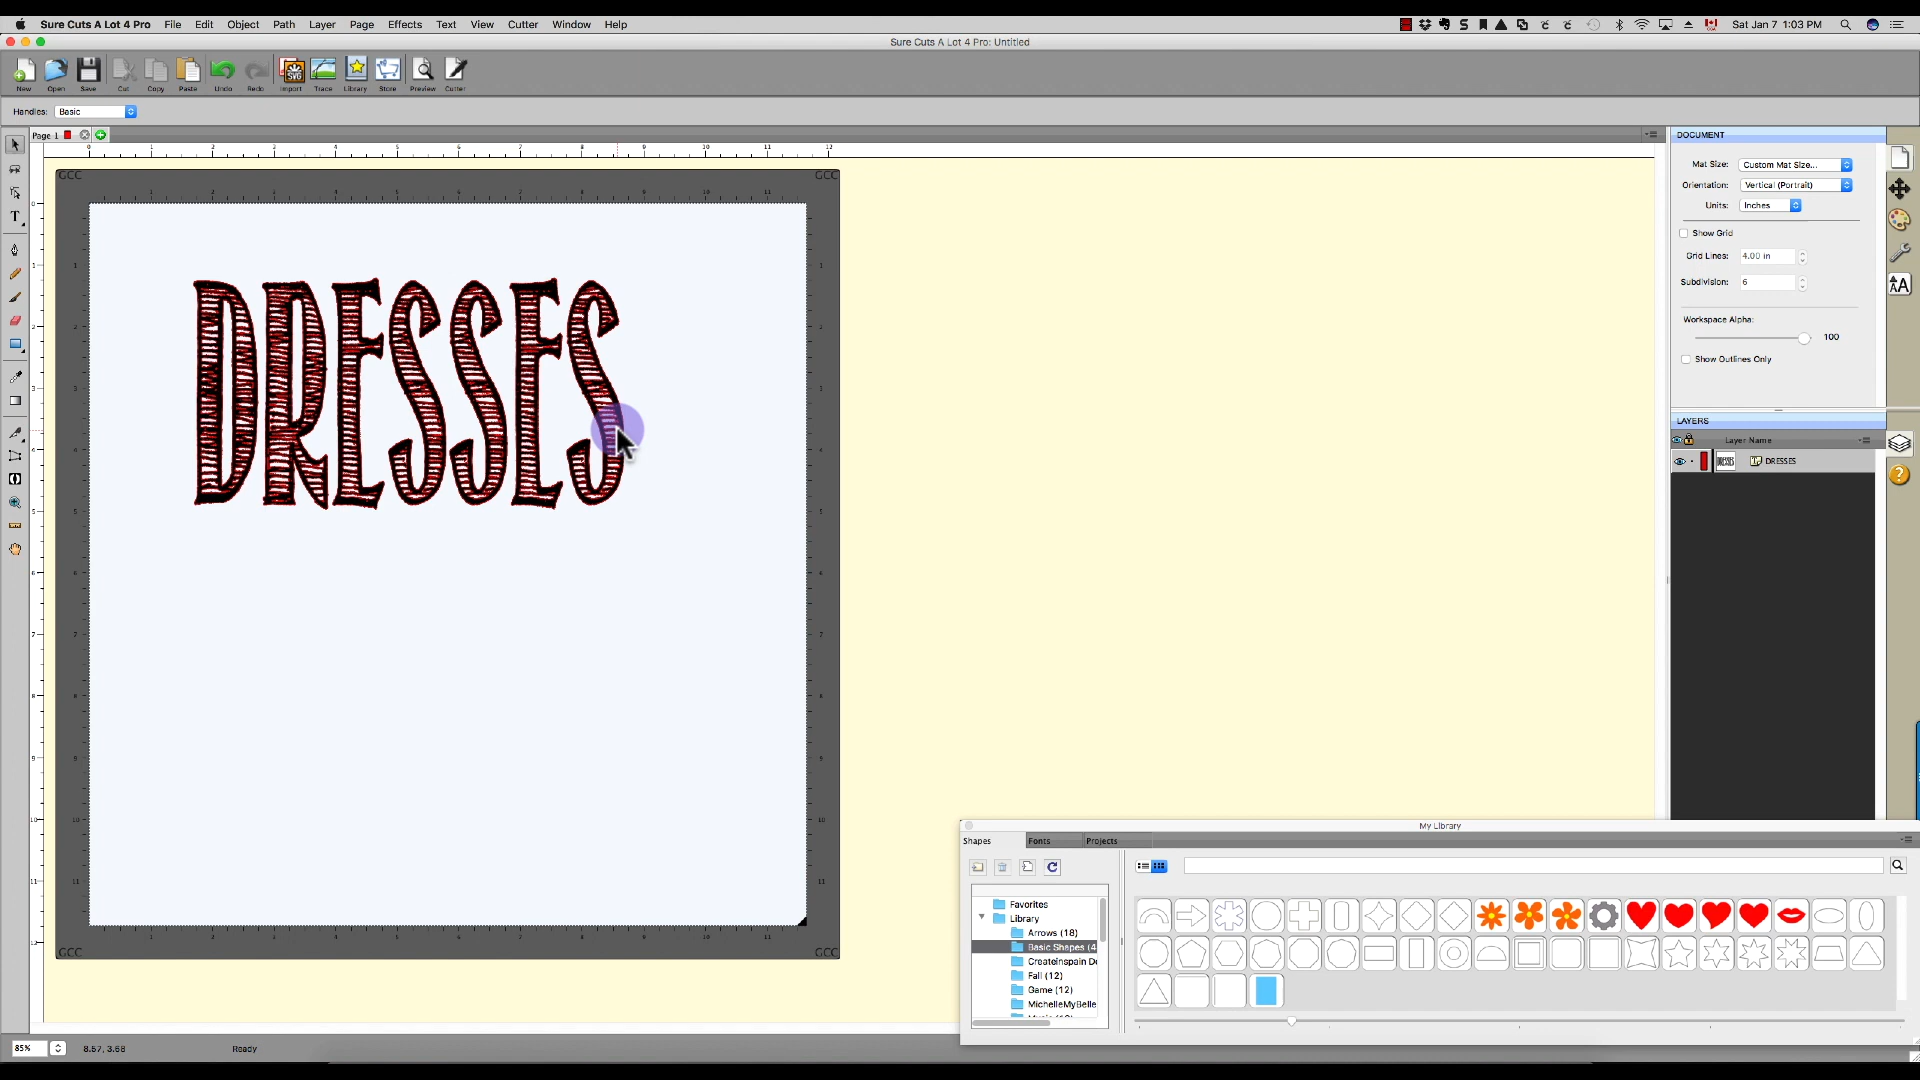 Sure Cuts A Lot 4 Pro File Edit Object Path Layer Page Effects Text View Cutter Window Help Sat Jan 7 1:03 PM
Sure Cuts A Lot 4 Pro: Untitled
New Open Save Cut Copy Paste Undo Redo Import Trace Library Store Preview Cutter
Handles: Basic
Page 1
DOCUMENT
Mat Size: Custom Mat Size...
Orientation: Vertical (Portrait)
Units: Inches
Show Grid
Grid Lines: 4.00 in
Subdivision: 6
Workspace Alpha:
100
Show Outlines Only
LAYERS
Layer Name
DRESSES
GCC GCC
DRESSES
GCC GCC
My Library
Shapes Fonts Projects
Favorites
Library
Arrows (18)
Basic Shapes (4
Createinspain De
Fall (12)
Game (12)
MichelleMyBelle
85% 8.57, 3.68 Ready